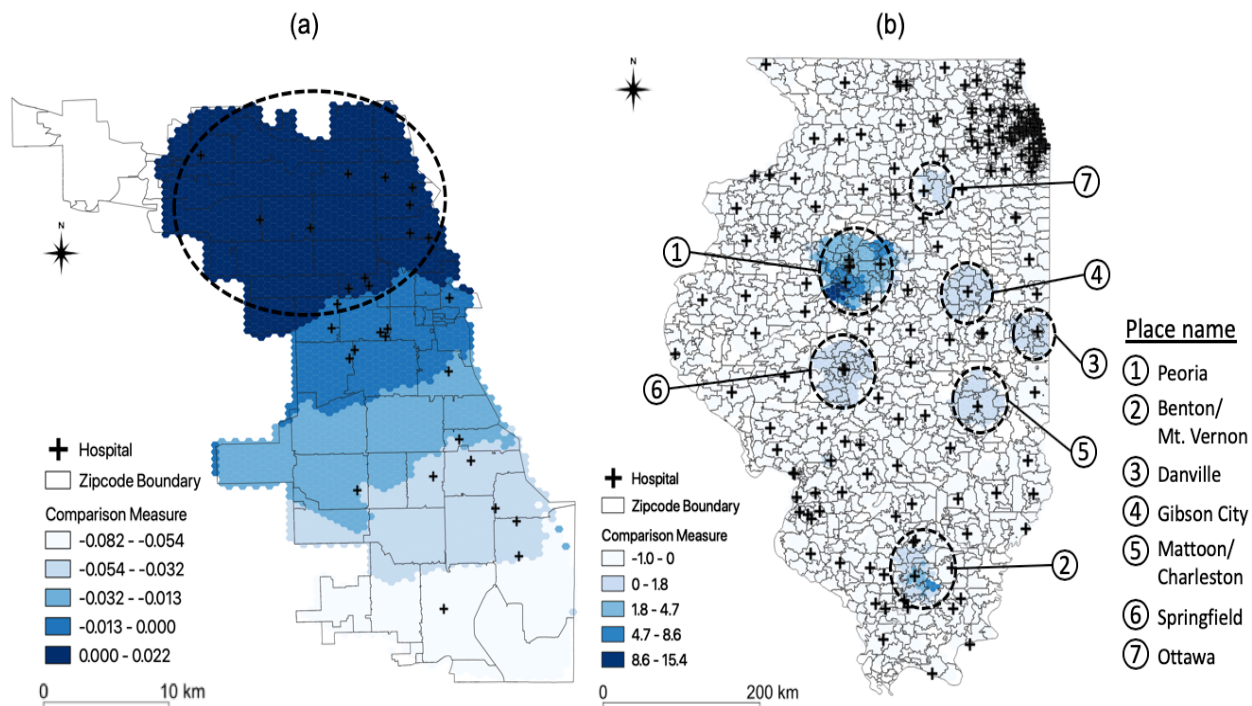 (a)
N
Hospital
Zipcode Boundary
Comparison Measure
-0.082 - -0.054
-0.054 - -0.032
-0.032 - -0.013
-0.013 - 0.000
0.000 - 0.022
0 10 km
(b)
N
1
2
3
4
5
6
7
Hospital
Zipcode Boundary
Comparison Measure
-1.0 - 0
0 - 1.8
1.8 - 4.7
4.7 - 8.6
8.6 - 15.4
0 200 km
Place name
1 Peoria
2 Benton/
Mt. Vernon
3 Danville
4 Gibson City
5 Mattoon/
Charleston
6 Springfield
7 Ottawa